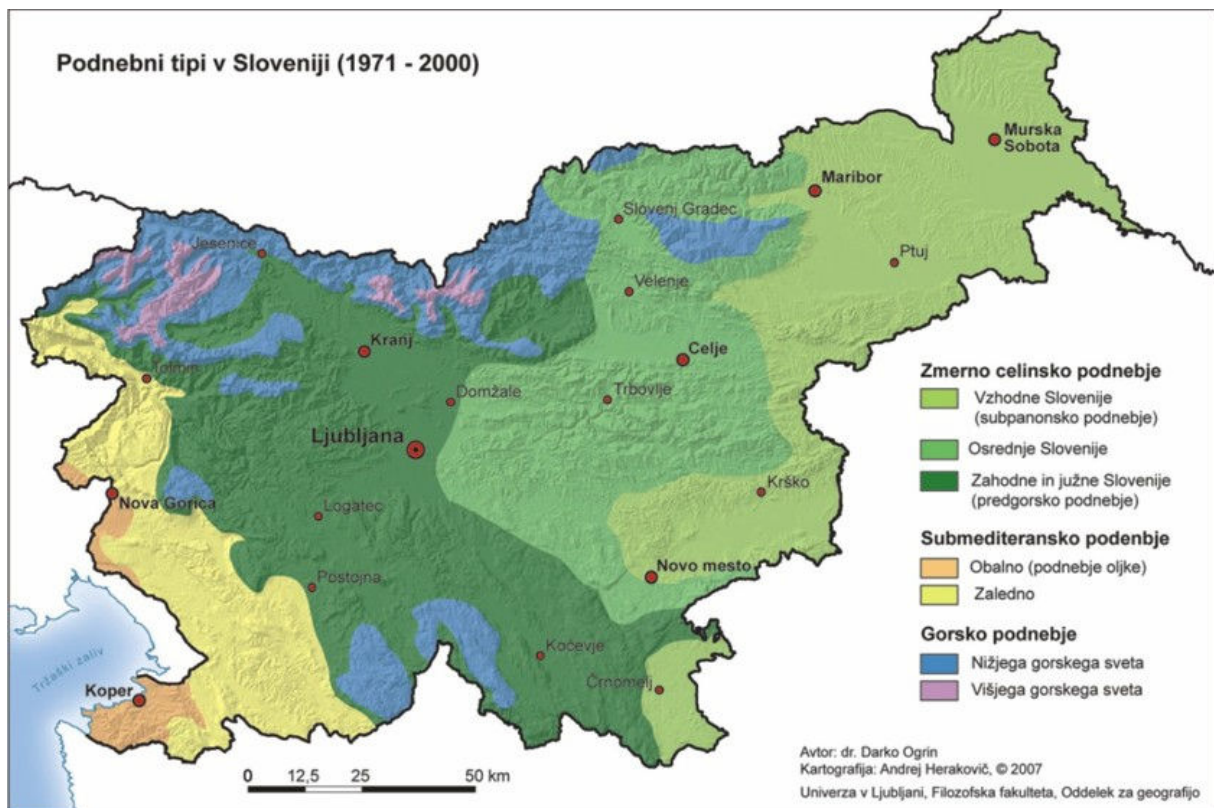 Podnebni tipi v Sloveniji (1971 - 2000)
Murska
Sobota
Maribor
Slovenj Gradec
Jesenice
Ptuj
Velenje
Kranj
Celje
Tolmin
Domžale
Trbovlje
Ljubljana
Krško
Nova Gorica
Logatec
Novo mesto
Postojna
Kočevje
Tržaški zaliv
Črnomelj
Koper
Zmerno celinsko podnebje
Vzhodne Slovenije
(subpanonsko podnebje)
Osrednje Slovenije
Zahodne in južne Slovenije
(predgorsko podnebje)
Submediteransko podenbje
Obalno (podnebje oljke)
Zaledno
Gorsko podnebje
Nižjega gorskega sveta
Višjega gorskega sveta
0 12,5 25 50 km
Avtor: dr. Darko Ogrin
Kartografija: Andrej Herakovič, © 2007
Univerza v Ljubljani, Filozofska fakulteta, Oddelek za geografijo